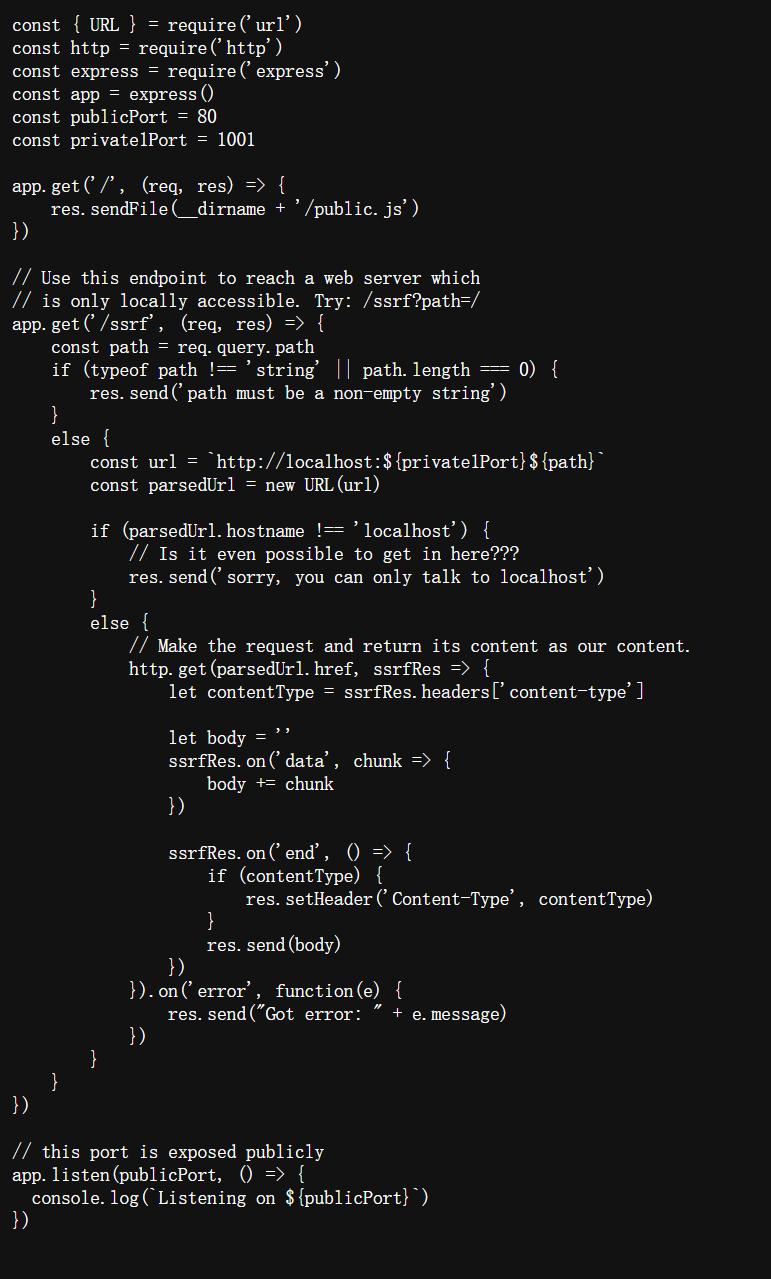 const { URL } = require('url')
const http = require('http')
const express = require('express')
const app = express()
const publicPort = 80
const private1Port = 1001

app.get('/', (req, res) => {
    res.sendFile(__dirname + '/public.js')
})

// Use this endpoint to reach a web server which
// is only locally accessible. Try: /ssrf?path=/
app.get('/ssrf', (req, res) => {
    const path = req.query.path
    if (typeof path !== 'string' || path.length === 0) {
        res.send('path must be a non-empty string')
    }
    else {
        const url = `http://localhost:${private1Port}${path}`
        const parsedUrl = new URL(url)

        if (parsedUrl.hostname !== 'localhost') {
            // Is it even possible to get in here???
            res.send('sorry, you can only talk to localhost')
        }
        else {
            // Make the request and return its content as our content.
            http.get(parsedUrl.href, ssrfRes => {
                let contentType = ssrfRes.headers['content-type']

                let body = ''
                ssrfRes.on('data', chunk => {
                    body += chunk
                })

                ssrfRes.on('end', () => {
                    if (contentType) {
                        res.setHeader('Content-Type', contentType)
                    }
                    res.send(body)
                })
            }).on('error', function(e) {
                res.send("Got error: " + e.message)
            })
        }
    }
})

// this port is exposed publicly
app.listen(publicPort, () => {
  console.log(`Listening on ${publicPort}`)
})